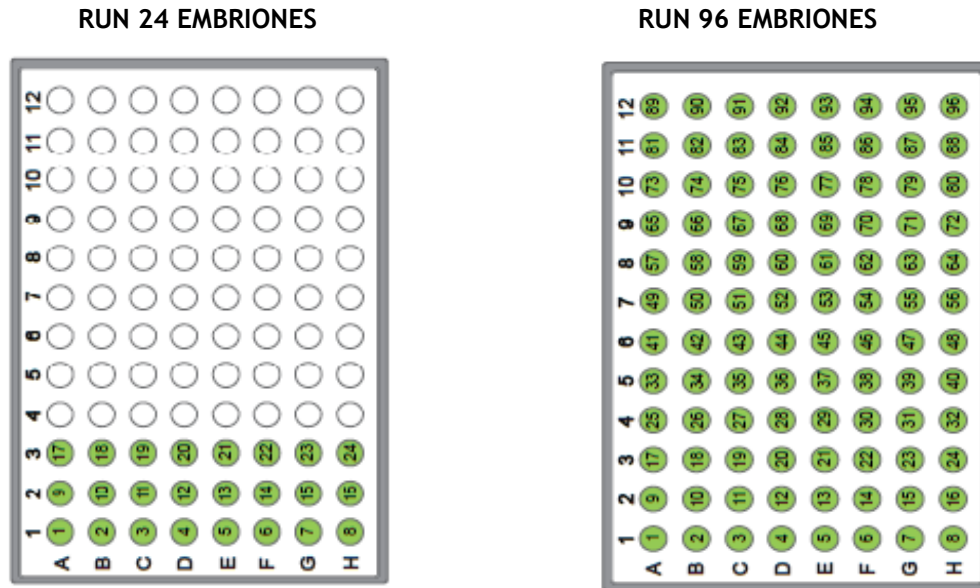 RUN 24 EMBRIONES
12
11
10
9
8
7
6
5
4
3 17 18 19 20 21 22 23 24
2 9 10 11 12 13 14 15 16
1 1 2 3 4 5 6 7 8
A B C D E F G H
RUN 96 EMBRIONES
12 89 90 91 92 93 94 95 96
11 81 82 83 84 85 86 87 88
10 73 74 75 76 77 78 79 80
9 65 66 67 68 69 70 71 72
8 57 58 59 60 61 62 63 64
7 49 50 51 52 53 54 55 56
6 41 42 43 44 45 46 47 48
5 33 34 35 36 37 38 39 40
4 25 26 27 28 29 30 31 32
3 17 18 19 20 21 22 23 24
2 9 10 11 12 13 14 15 16
1 1 2 3 4 5 6 7 8
A B C D E F G H